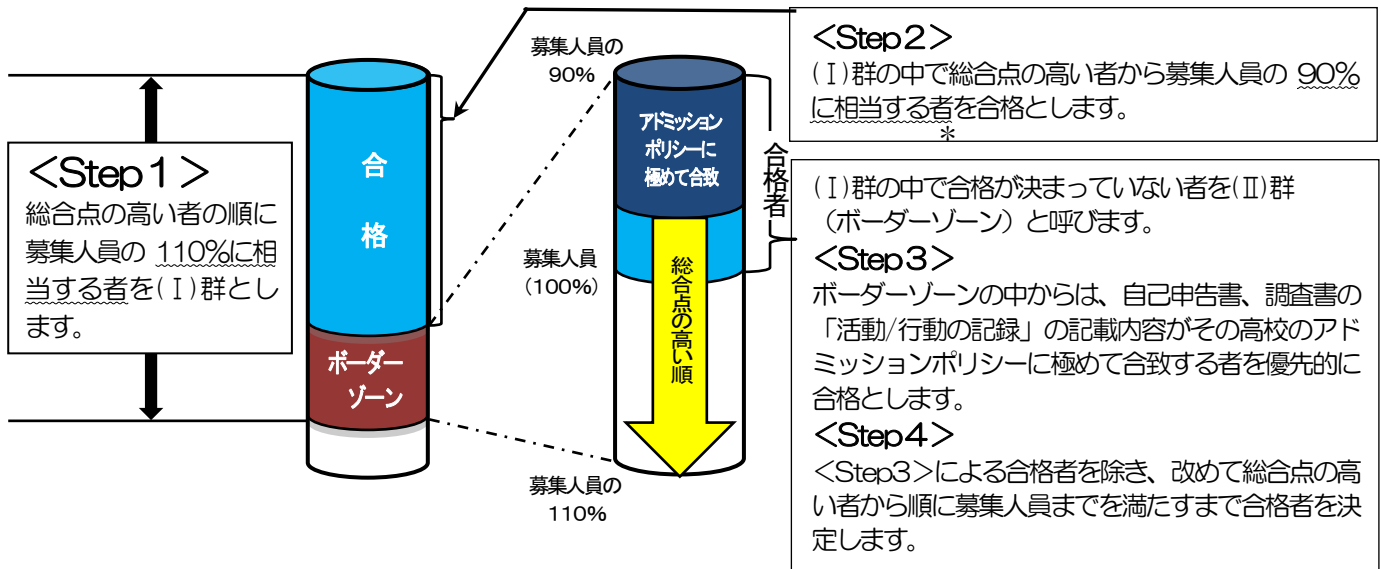 <Step1>
総合点の高い者の順に
募集人員の 110%に相
当する者を(Ⅰ)群とし
ます。
合
格
ボーダー
ゾーン
募集人員の
90%
募集人員
(100%)
募集人員の
110%
アドミッション
ポリシーに
極めて合致
総合点の高い順
合格者
<Step2>
(Ⅰ)群の中で総合点の高い者から募集人員の 90%
に相当する者を合格とします。
*
(Ⅰ)群の中で合格が決まっていない者を(Ⅱ)群
(ボーダーゾーン)と呼びます。
<Step3>
ボーダーゾーンの中からは、自己申告書、調査書の
「活動/行動の記録」の記載内容がその高校のアド
ミッションポリシーに極めて合致する者を優先的に
合格とします。
<Step4>
<Step3>による合格者を除き、改めて総合点の高
い者から順に募集人員までを満たすまで合格者を決
定します。